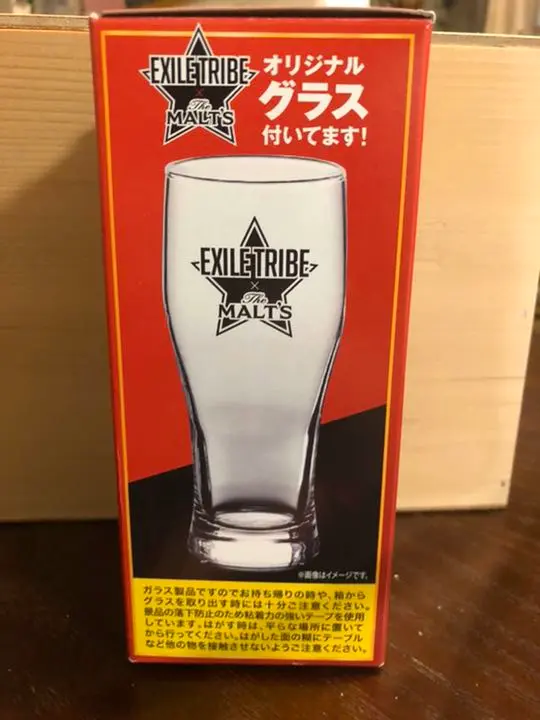 EXILE TRIBE
×
The
MALT'S
オリジナル
グラス
付いてます!
EXILE TRIBE
×
The
MALT'S
※画像はイメージです。
ガラス製品ですのでお持ち帰りの時や、箱から
グラスを取り出す時には十分ご注意ください。
景品の落下防止のため粘着力の強いテープを使用
しています。はがす時は、平らな場所に置いて
から行ってください。はがした面の糊にテーブル
など他の物を接触させないようご注意ください。